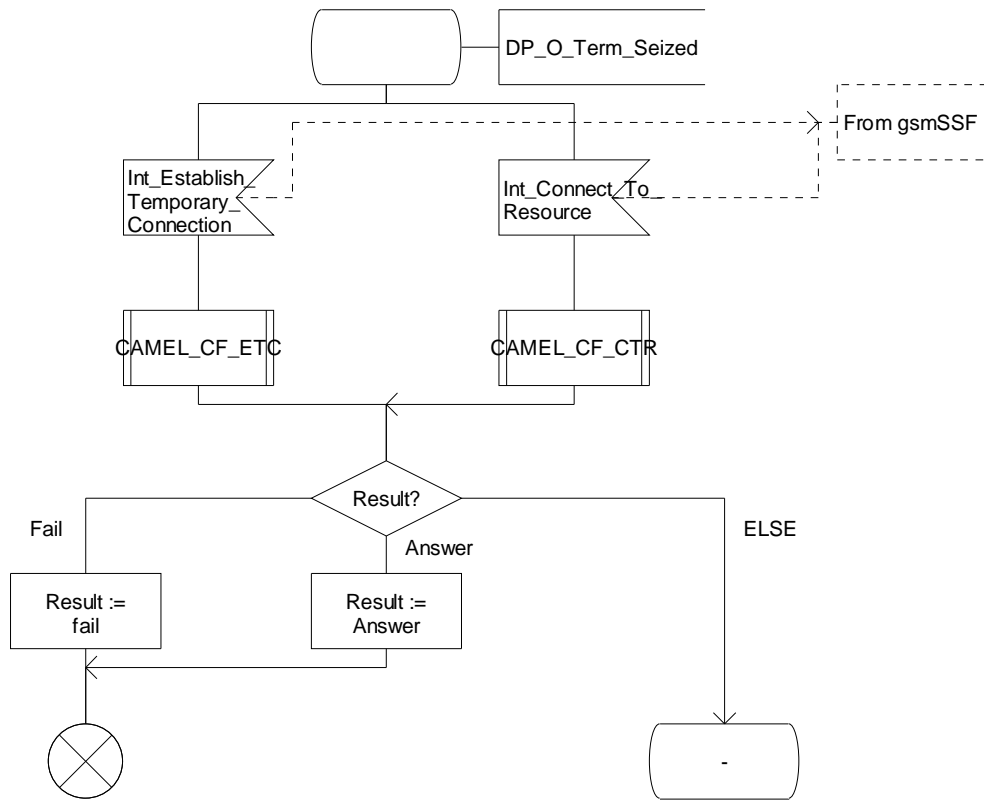 DP_O_Term_Seized
From gsmSSF
Int_Establish_
Temporary_
Connection
Int_Connect_To_
Resource
CAMEL_CF_ETC
CAMEL_CF_CTR
Result?
Fail
Answer
ELSE
Result :=
fail
Result :=
Answer
-